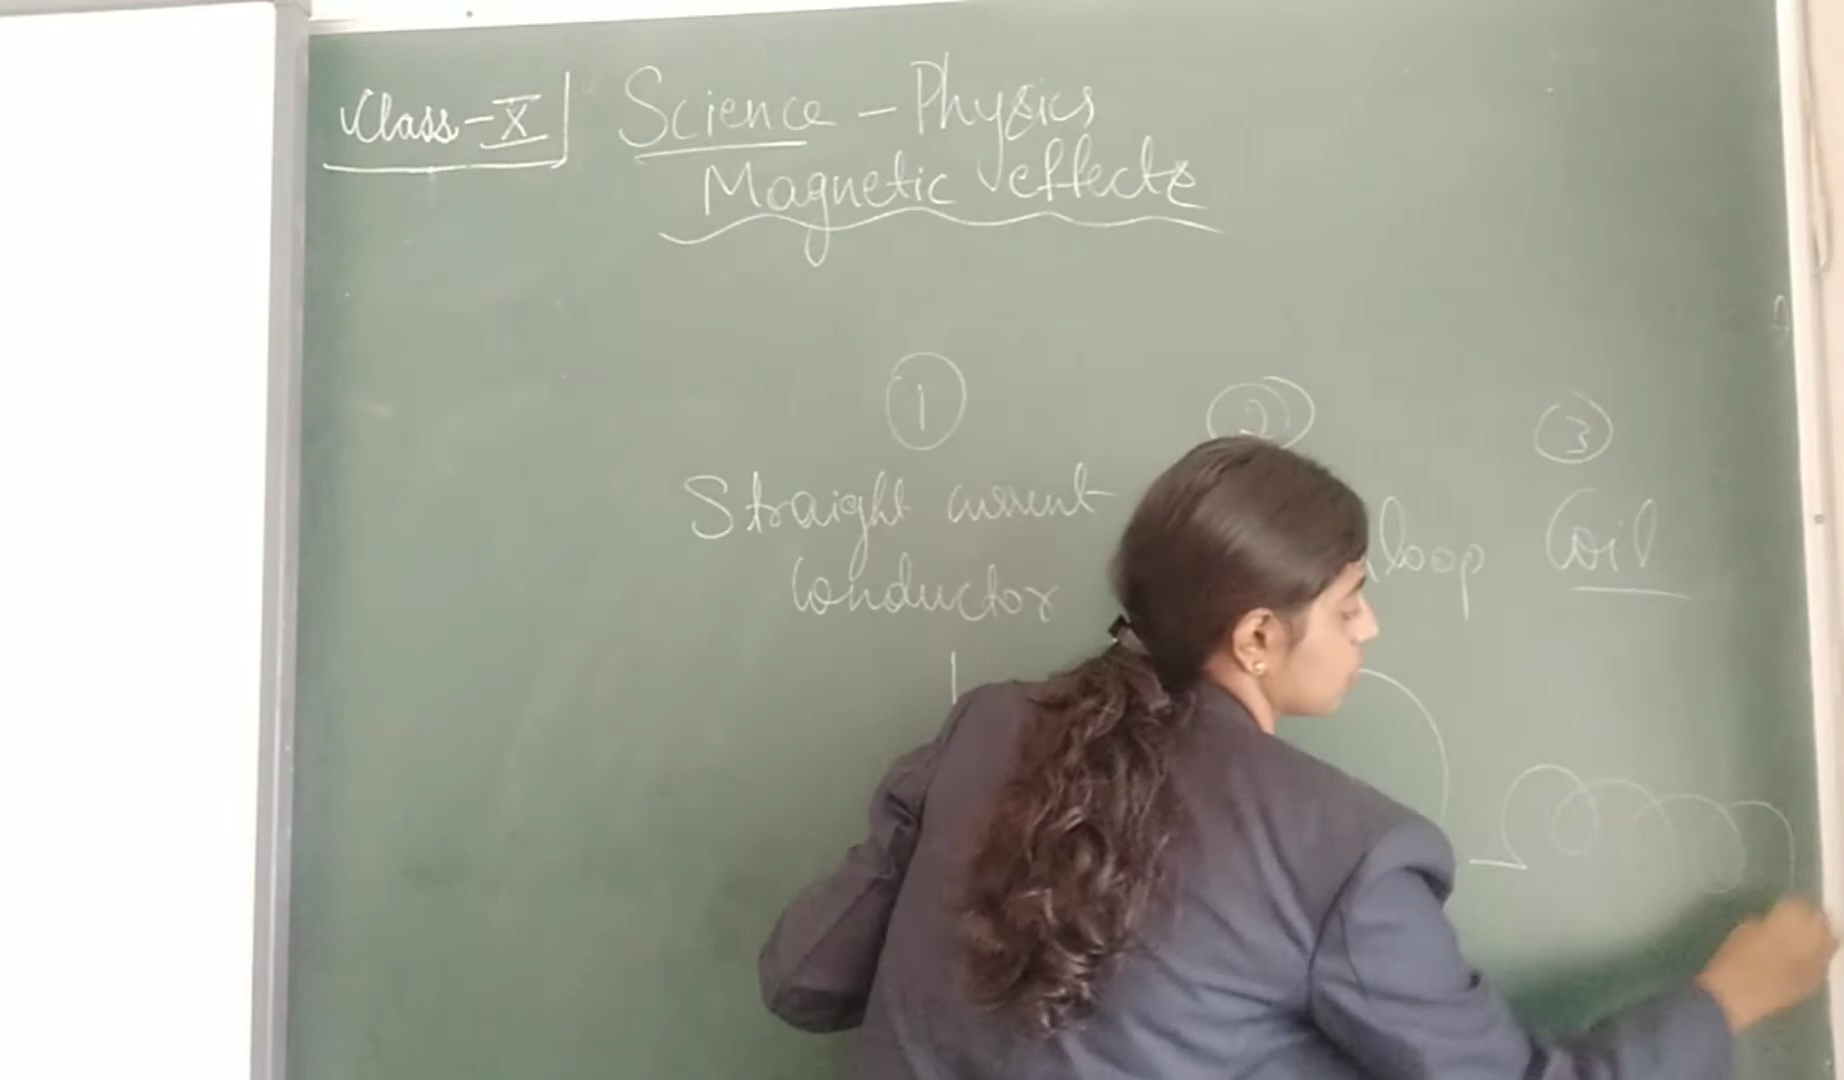 Class-X Science - Physics
Magnetic effects
1 2 3
Straight current loop Coil
Conductor